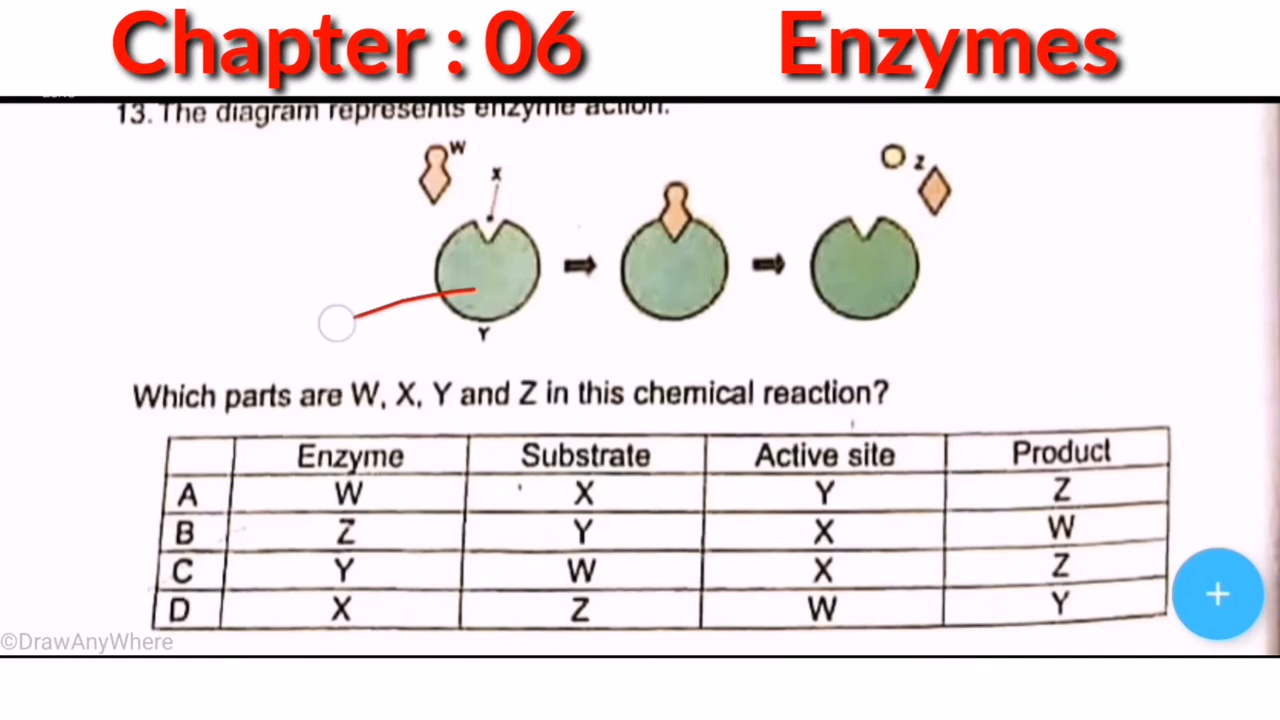 Chapter : 06 Enzymes
13. The diagram represents enzyme action.
W
X
Z
Y
Which parts are W, X, Y and Z in this chemical reaction?
Enzyme Substrate Active site Product
A W X Y Z
B Z Y X W
C Y W X Z
D X Z W Y
+
©DrawAnyWhere